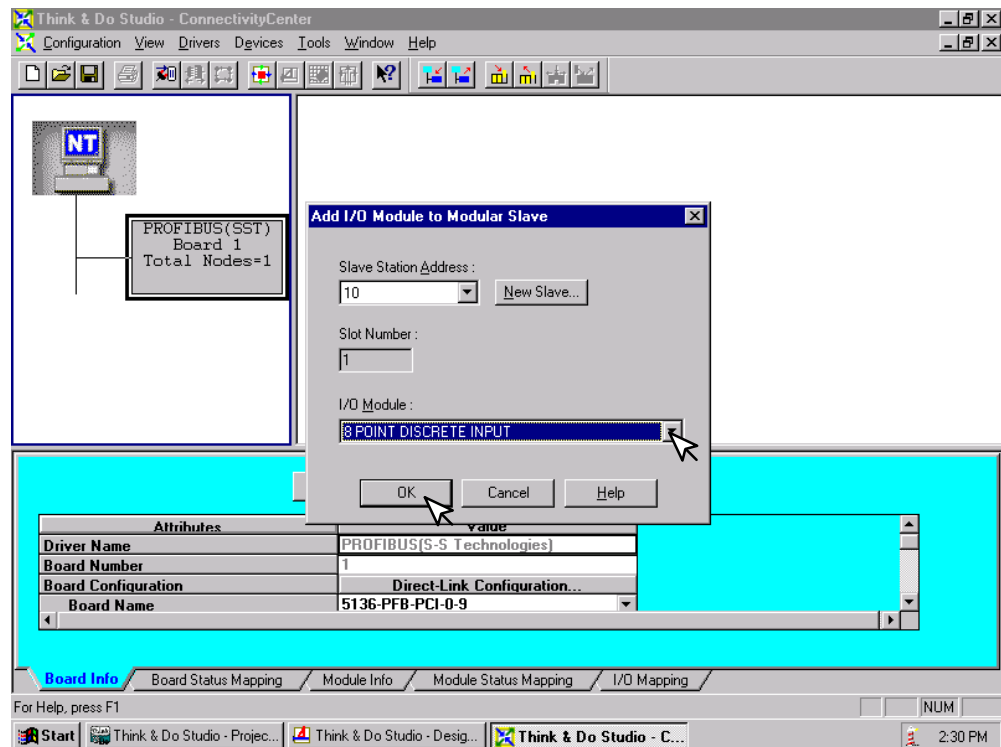 Think & Do Studio - ConnectivityCenter
Configuration View Drivers Devices Tools Window Help
NT
PROFIBUS(SST)
Board 1
Total Nodes=1
Add I/O Module to Modular Slave
Slave Station Address :
10
New Slave...
Slot Number :
1
I/O Module :
8 POINT DISCRETE INPUT
OK Cancel Help
Attributes Value
Driver Name PROFIBUS(S-S Technologies)
Board Number 1
Board Configuration Direct-Link Configuration...
Board Name 5136-PFB-PCI-0-9
Board Info Board Status Mapping Module Info Module Status Mapping I/O Mapping
For Help, press F1 NUM
Start Think & Do Studio - Projec... Think & Do Studio - Desig... Think & Do Studio - C... 2:30 PM